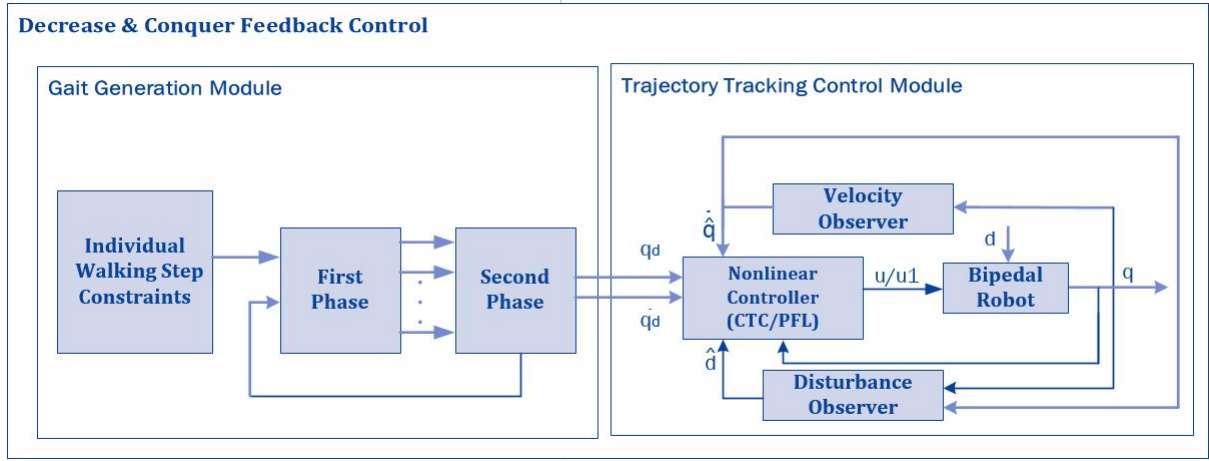 Decrease & Conquer Feedback Control
Gait Generation Module
Individual
Walking Step
Constraints
First
Phase
Second
Phase
Trajectory Tracking Control Module
Velocity
Observer
q̂̇
d
qd
q̇d
Nonlinear
Controller
(CTC/PFL)
u/u1
Bipedal
Robot
q
d̂
Disturbance
Observer